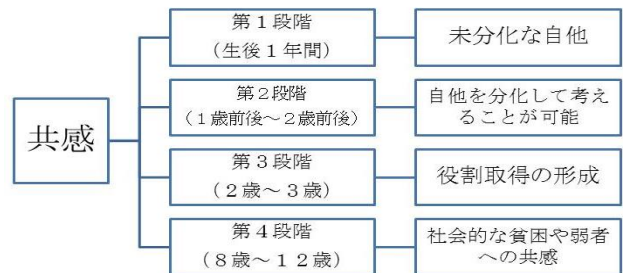 共感
第１段階
（生後１年間）
未分化な自他
第２段階
（１歳前後～２歳前後）
自他を分化して考え
ることが可能
第３段階
（２歳～３歳）
役割取得の形成
第４段階
（８歳～１２歳）
社会的な貧困や弱者
への共感